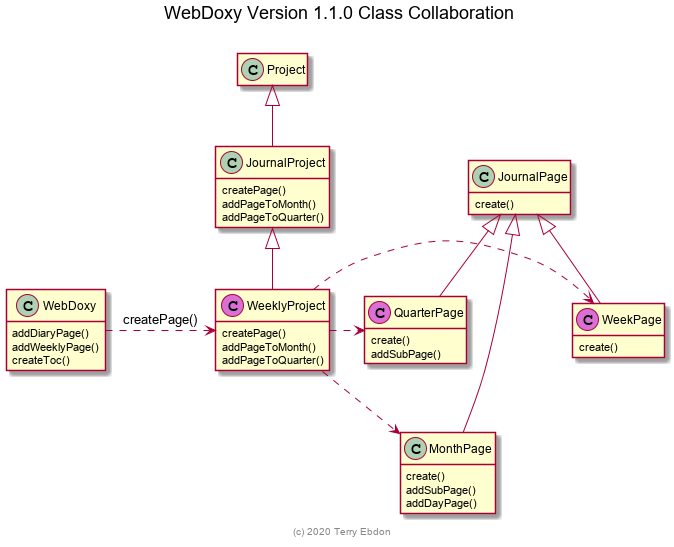 WebDoxy Version 1.1.0 Class Collaboration
C Project
C JournalProject
createPage()
addPageToMonth()
addPageToQuarter()
C JournalPage
create()
C WebDoxy
addDiaryPage()
addWeeklyPage()
createToc()
createPage()
C WeeklyProject
createPage()
addPageToMonth()
addPageToQuarter()
C QuarterPage
create()
addSubPage()
C WeekPage
create()
C MonthPage
create()
addSubPage()
addDayPage()
(c) 2020 Terry Ebdon